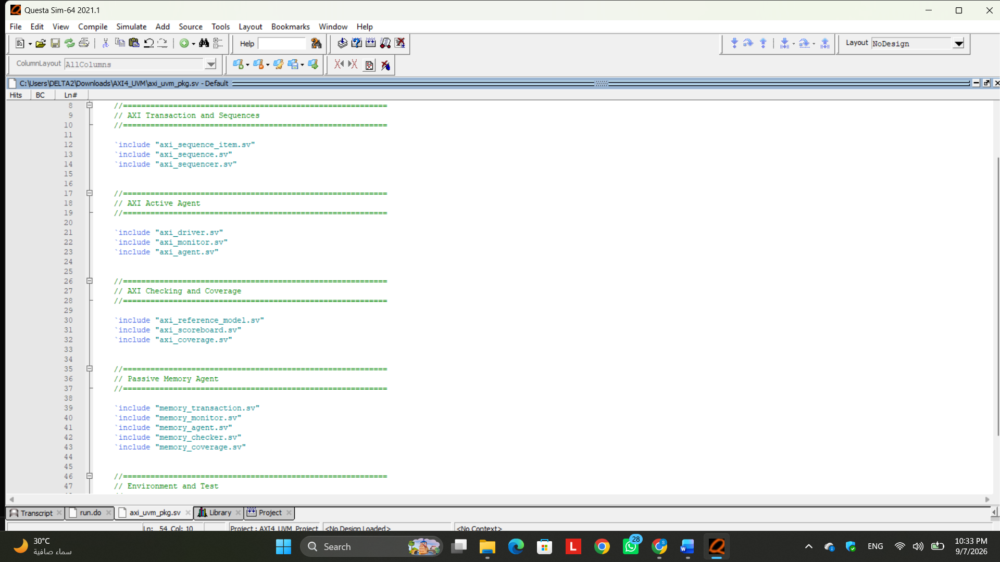 Questa Sim-64 2021.1
File Edit View Compile Simulate Add Source Tools Layout Bookmarks Window Help
Help
Layout NoDesign
ColumnLayout AllColumns
C:\Users\DELTA2\Downloads\AXI4_UVM\axi_uvm_pkg.sv - Default
Hits BC Ln#
8 //==========================================================
9 // AXI Transaction and Sequences
10 //==========================================================
11
12 `include "axi_sequence_item.sv"
13 `include "axi_sequence.sv"
14 `include "axi_sequencer.sv"
15
16
17 //==========================================================
18 // AXI Active Agent
19 //==========================================================
20
21 `include "axi_driver.sv"
22 `include "axi_monitor.sv"
23 `include "axi_agent.sv"
24
25
26 //==========================================================
27 // AXI Checking and Coverage
28 //==========================================================
29
30 `include "axi_reference_model.sv"
31 `include "axi_scoreboard.sv"
32 `include "axi_coverage.sv"
33
34
35 //==========================================================
36 // Passive Memory Agent
37 //==========================================================
38
39 `include "memory_transaction.sv"
40 `include "memory_monitor.sv"
41 `include "memory_agent.sv"
42 `include "memory_checker.sv"
43 `include "memory_coverage.sv"
44
45
46 //==========================================================
47 // Environment and Test
Transcript run.do axi_uvm_pkg.sv Library Project
Ln: 54 Col: 10 Project : AXI4_UVM_Project <No Design Loaded> <No Context>
30°C
سماء صافية
Search
28
ENG
10:33 PM
9/7/2026